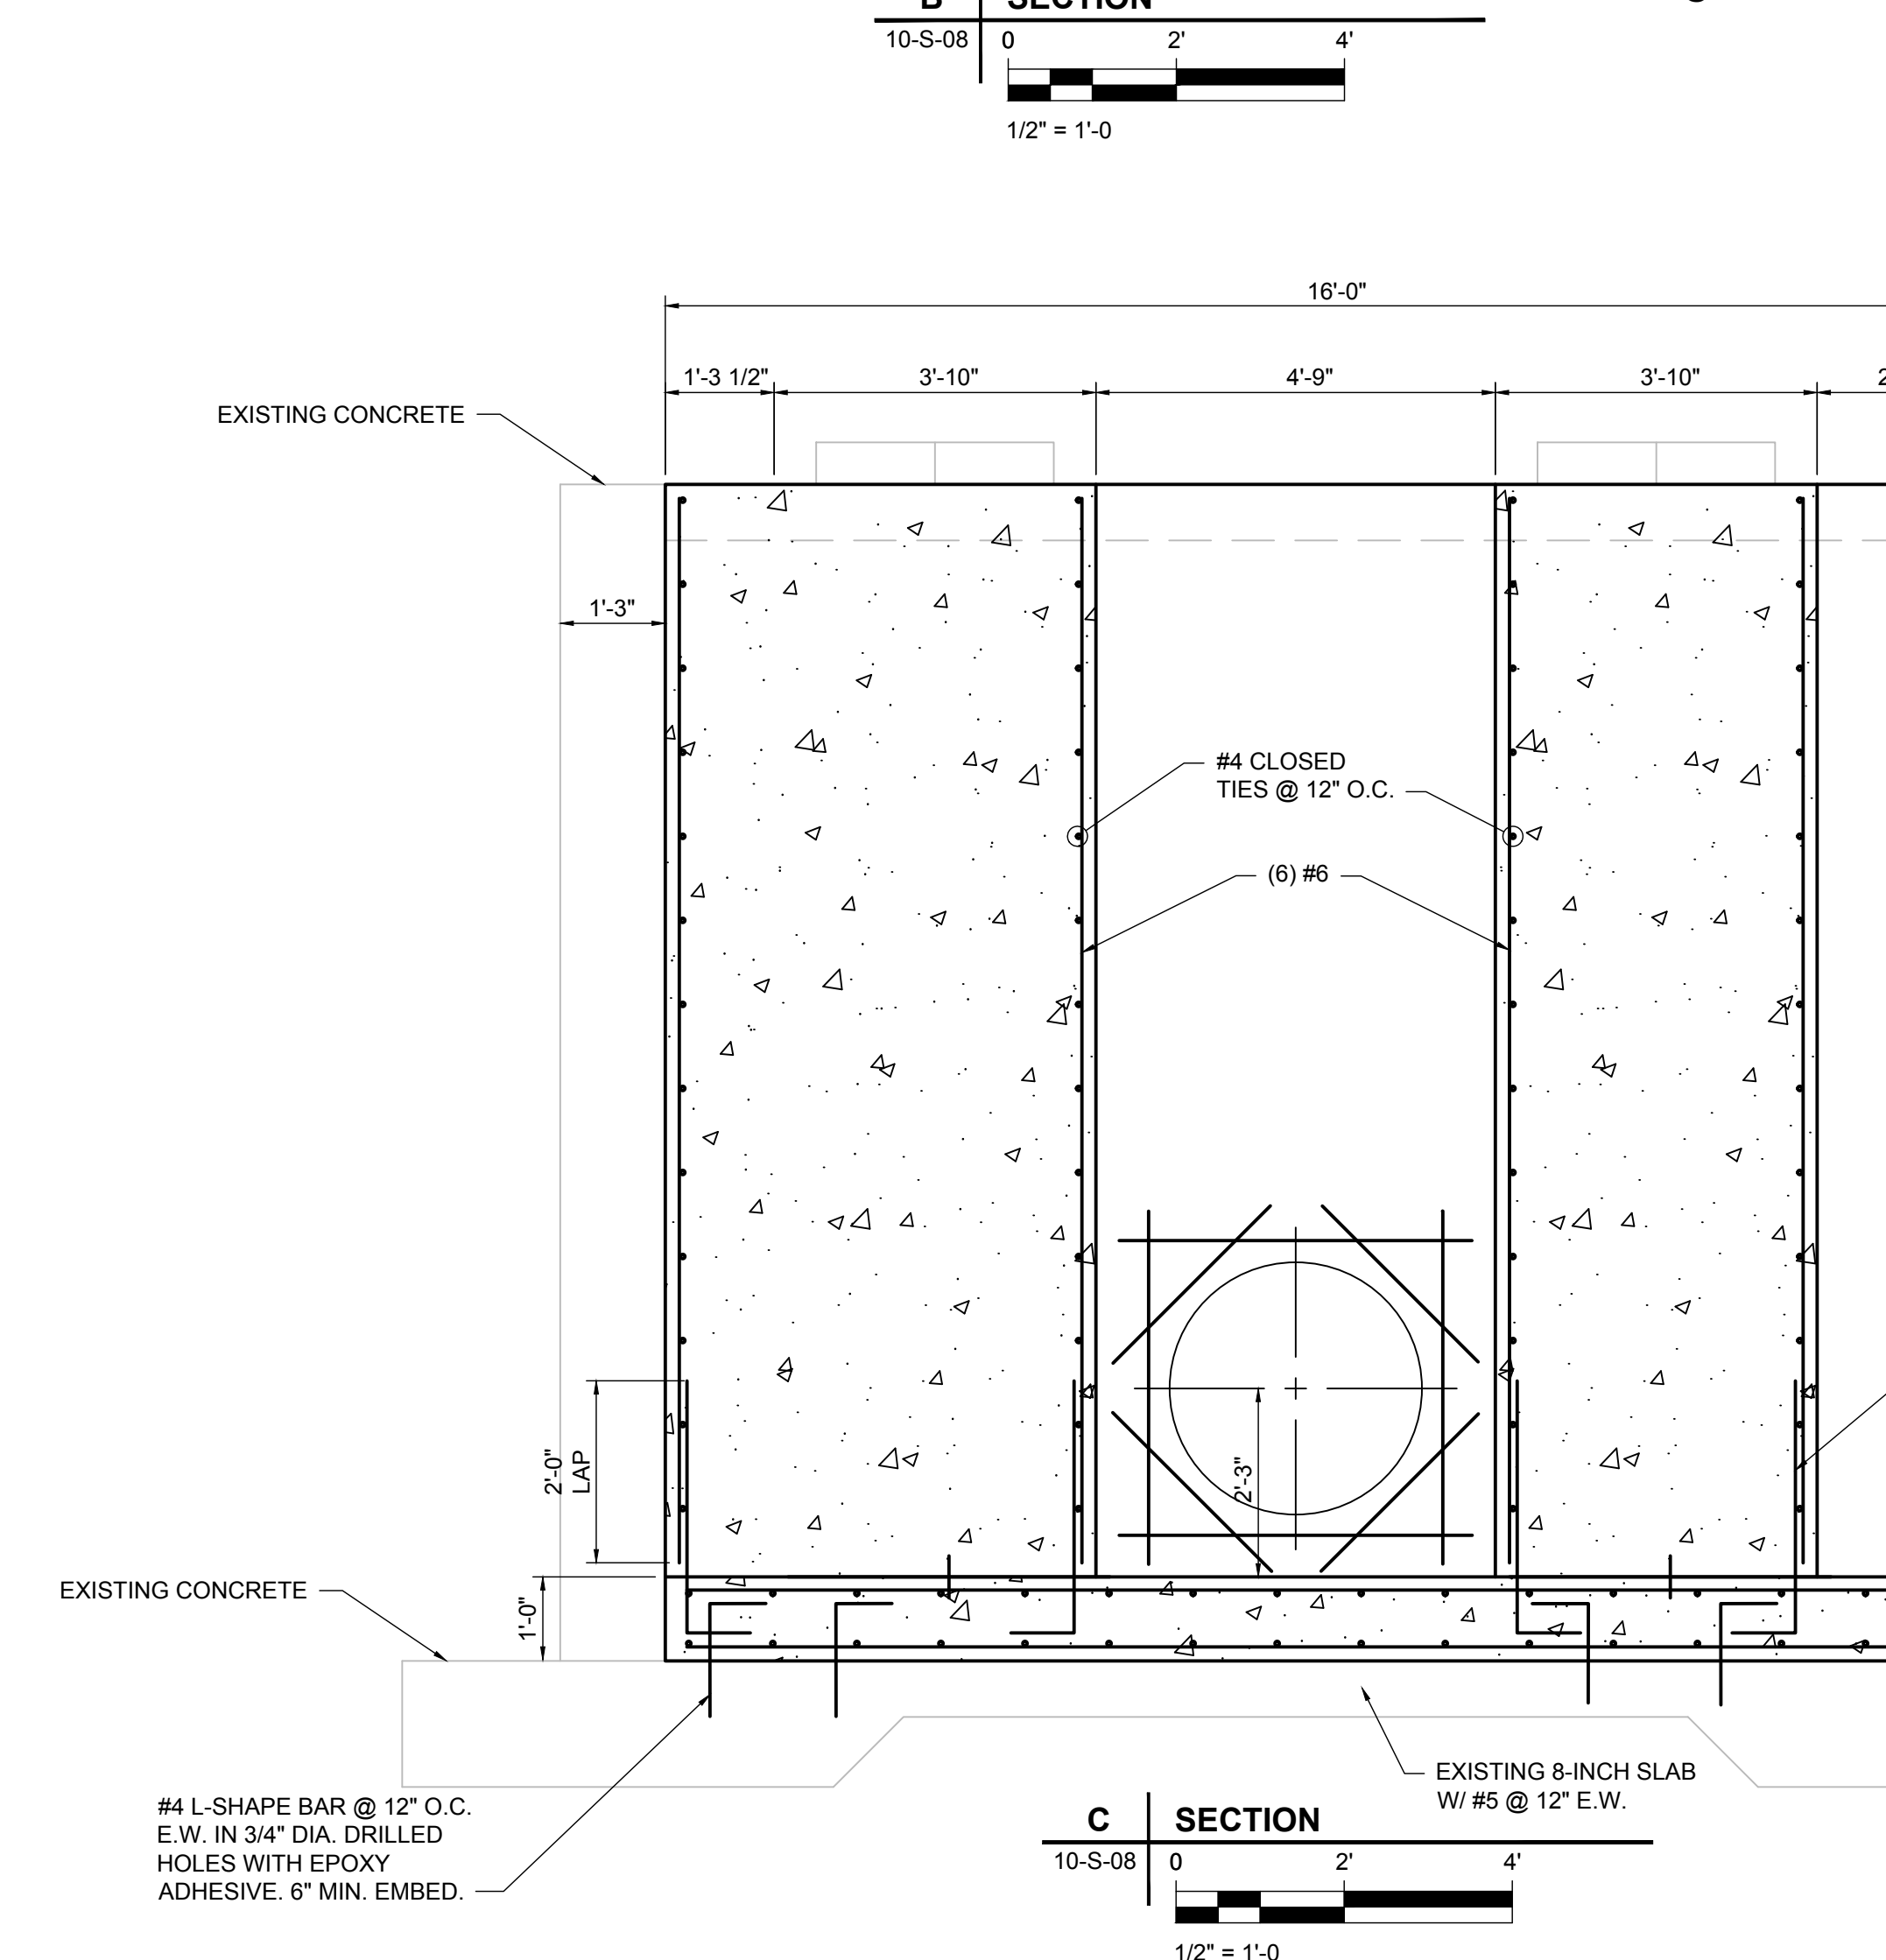 B SECTION
10-S-08 0 2' 4'
1/2" = 1'-0
16'-0"
1'-3 1/2" 3'-10" 4'-9" 3'-10" 2
EXISTING CONCRETE
1'-3"
#4 CLOSED
TIES @ 12" O.C.
(6) #6
2'-0"
LAP
2'-3"
EXISTING CONCRETE
1'-0"
EXISTING 8-INCH SLAB
W/ #5 @ 12" E.W.
#4 L-SHAPE BAR @ 12" O.C.
E.W. IN 3/4" DIA. DRILLED
HOLES WITH EPOXY
ADHESIVE. 6" MIN. EMBED.
C SECTION
10-S-08 0 2' 4'
1/2" = 1'-0